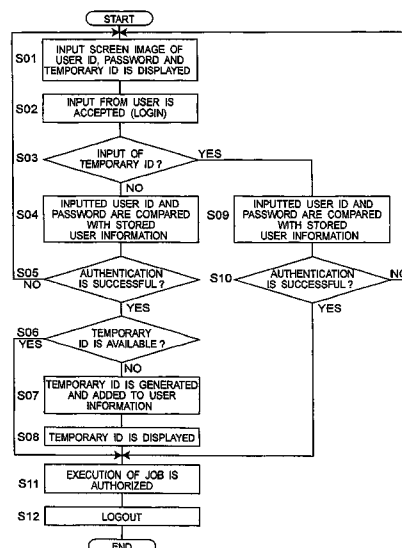 START
S01
INPUT SCREEN IMAGE OF
USER ID, PASSWORD AND
TEMPORARY ID IS DISPLAYED
S02
INPUT FROM USER IS
ACCEPTED (LOGIN)
S03
INPUT OF
TEMPORARY ID ?
YES
NO
S04
INPUTTED USER ID AND
PASSWORD ARE COMPARED
WITH STORED
USER INFORMATION
S09
INPUTTED USER ID AND
PASSWORD ARE COMPARED
WITH STORED
USER INFORMATION
S05
NO
AUTHENTICATION
IS SUCCESSFUL ?
YES
S10
AUTHENTICATION
IS SUCCESSFUL ?
NO
YES
S06
YES
TEMPORARY
ID IS AVAILABLE ?
NO
S07
TEMPORARY ID IS GENERATED
AND ADDED TO USER
INFORMATION
S08
TEMPORARY ID IS DISPLAYED
S11
EXECUTION OF JOB IS
AUTHORIZED
S12
LOGOUT
END